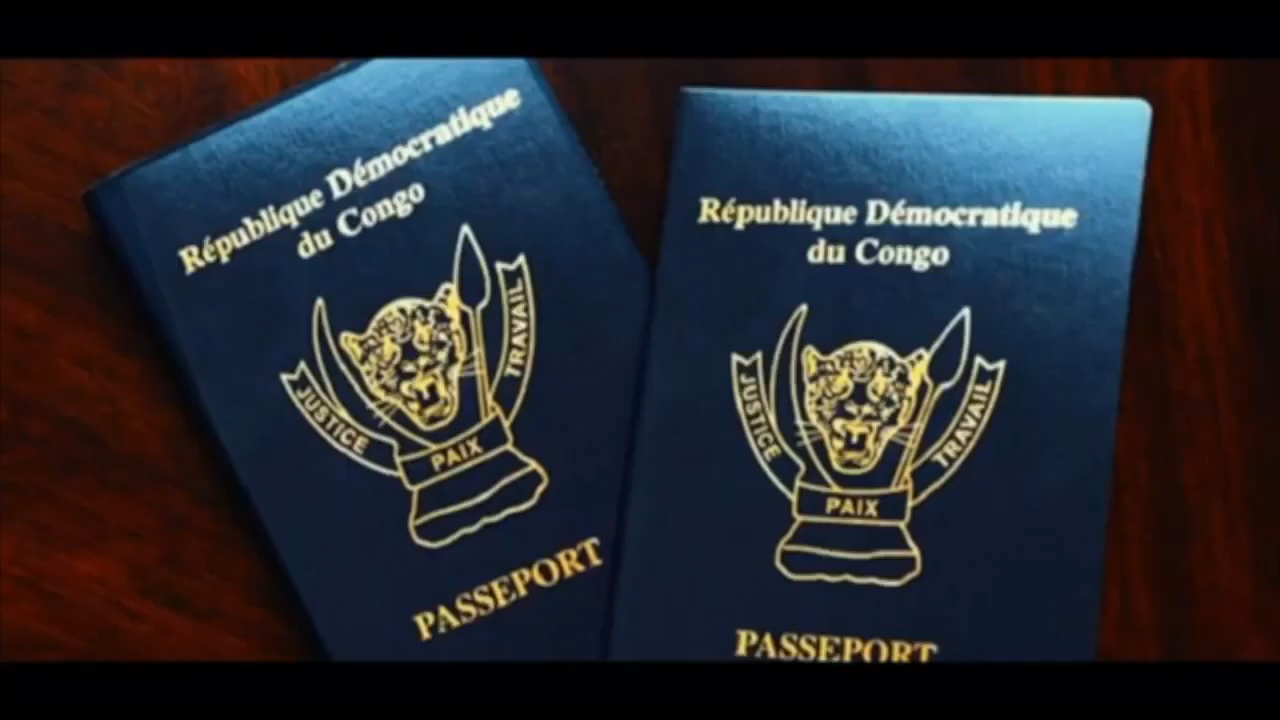 République Démocratique
du Congo
JUSTICE
PAIX
TRAVAIL
PASSEPORT
République Démocratique
du Congo
JUSTICE
PAIX
TRAVAIL
PASSEPORT